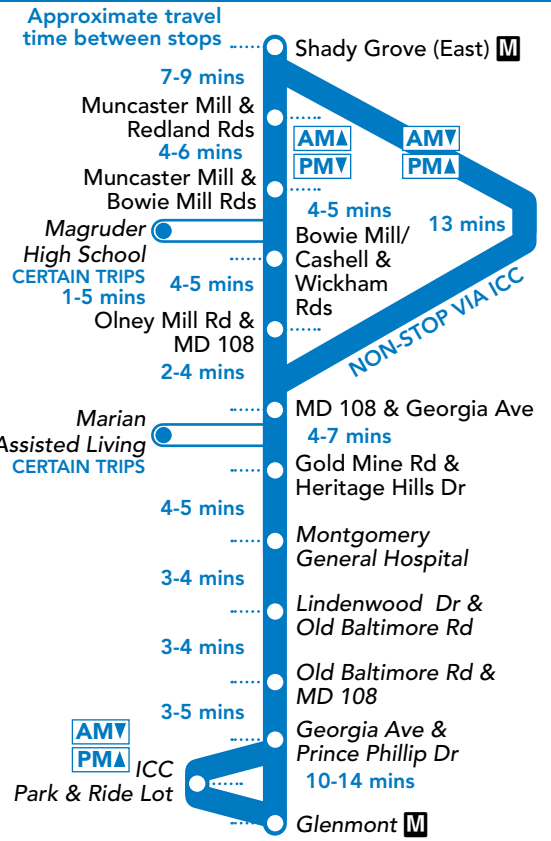 Approximate travel
time between stops
Shady Grove (East) M
7-9 mins
Muncaster Mill &
Redland Rds
AM▲
PM▼
AM▼
PM▲
4-6 mins
Muncaster Mill &
Bowie Mill Rds
4-5 mins
13 mins
Magruder
High School
CERTAIN TRIPS
1-5 mins
Bowie Mill/
Cashell &
Wickham
Rds
4-5 mins
NON-STOP VIA ICC
Olney Mill Rd &
MD 108
2-4 mins
MD 108 & Georgia Ave
Marian
Assisted Living
CERTAIN TRIPS
4-7 mins
Gold Mine Rd &
Heritage Hills Dr
4-5 mins
Montgomery
General Hospital
3-4 mins
Lindenwood Dr &
Old Baltimore Rd
3-4 mins
Old Baltimore Rd &
MD 108
3-5 mins
Georgia Ave &
Prince Phillip Dr
AM▼
PM▲
ICC
Park & Ride Lot
10-14 mins
Glenmont M